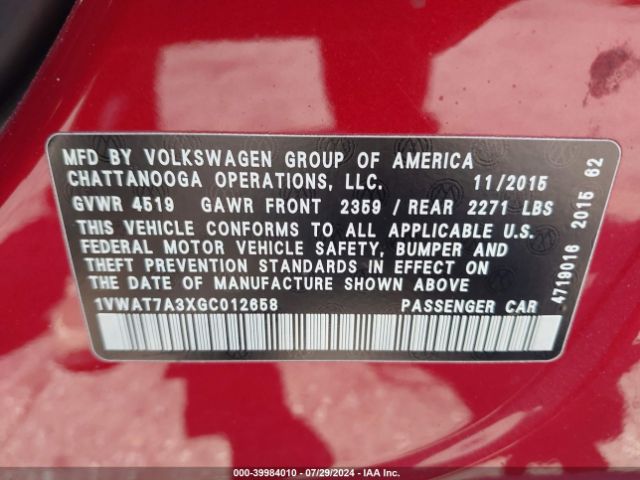 MFD BY VOLKSWAGEN GROUP OF AMERICA
CHATTANOOGA OPERATIONS, LLC. 11/2015
GVWR 4519 GAWR FRONT 2359 / REAR 2271 LBS
THIS VEHICLE CONFORMS TO ALL APPLICABLE U.S.
FEDERAL MOTOR VEHICLE SAFETY, BUMPER AND
THEFT PREVENTION STANDARDS IN EFFECT ON
THE DATE OF MANUFACTURE SHOWN ABOVE
1VWAT7A3XGC012658 PASSENGER CAR
4719016 2015 62
000-39984010 / 07/29/2024 - IAA Inc.